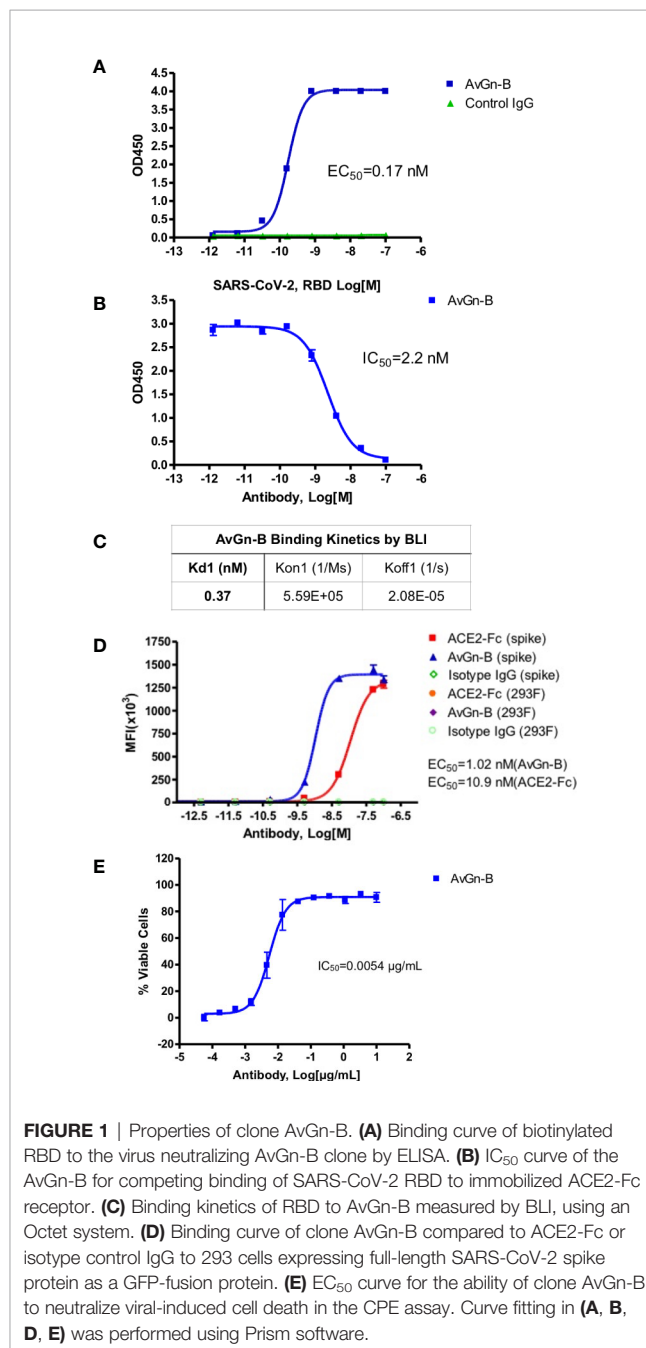 A
4.0
3.5
3.0
2.5
2.0
1.5
1.0
0.5
0.0
OD450
-13 -12 -11 -10 -9 -8 -7 -6
SARS-CoV-2, RBD Log[M]
AvGn-B
Control IgG
EC50=0.17 nM
B
3.5
3.0
2.5
2.0
1.5
1.0
0.5
0.0
OD450
-13 -12 -11 -10 -9 -8 -7 -6
Antibody, Log[M]
AvGn-B
IC50=2.2 nM
C
AvGn-B Binding Kinetics by BLI
Kd1 (nM) Kon1 (1/Ms) Koff1 (1/s)
0.37 5.59E+05 2.08E-05
D
1750
1500
1250
1000
750
500
250
0
MFI(x10³)
-12.5 -11.5 -10.5 -9.5 -8.5 -7.5 -6.5
Antibody, Log[M]
ACE2-Fc (spike)
AvGn-B (spike)
Isotype IgG (spike)
ACE2-Fc (293F)
AvGn-B (293F)
Isotype IgG (293F)
EC50=1.02 nM(AvGn-B)
EC50=10.9 nM(ACE2-Fc)
E
120
100
80
60
40
20
0
-20
% Viable Cells
-5 -4 -3 -2 -1 0 1 2
Antibody, Log[µg/mL]
AvGn-B
IC50=0.0054 µg/mL
FIGURE 1 | Properties of clone AvGn-B. (A) Binding curve of biotinylated
RBD to the virus neutralizing AvGn-B clone by ELISA. (B) IC50 curve of the
AvGn-B for competing binding of SARS-CoV-2 RBD to immobilized ACE2-Fc
receptor. (C) Binding kinetics of RBD to AvGn-B measured by BLI, using an
Octet system. (D) Binding curve of clone AvGn-B compared to ACE2-Fc or
isotype control IgG to 293 cells expressing full-length SARS-CoV-2 spike
protein as a GFP-fusion protein. (E) EC50 curve for the ability of clone AvGn-B
to neutralize viral-induced cell death in the CPE assay. Curve fitting in (A, B,
D, E) was performed using Prism software.